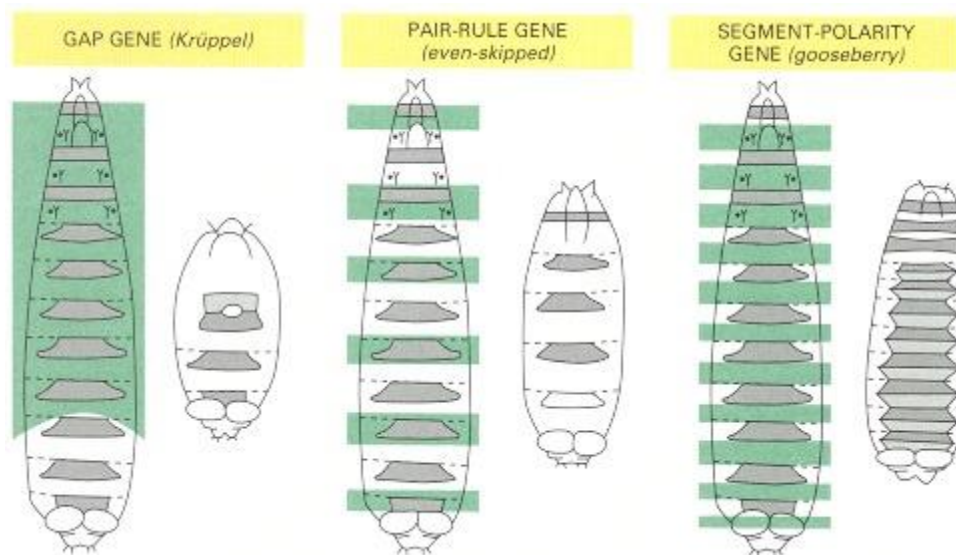 GAP GENE (Krüppel)
PAIR-RULE GENE
(even-skipped)
SEGMENT-POLARITY
GENE (gooseberry)